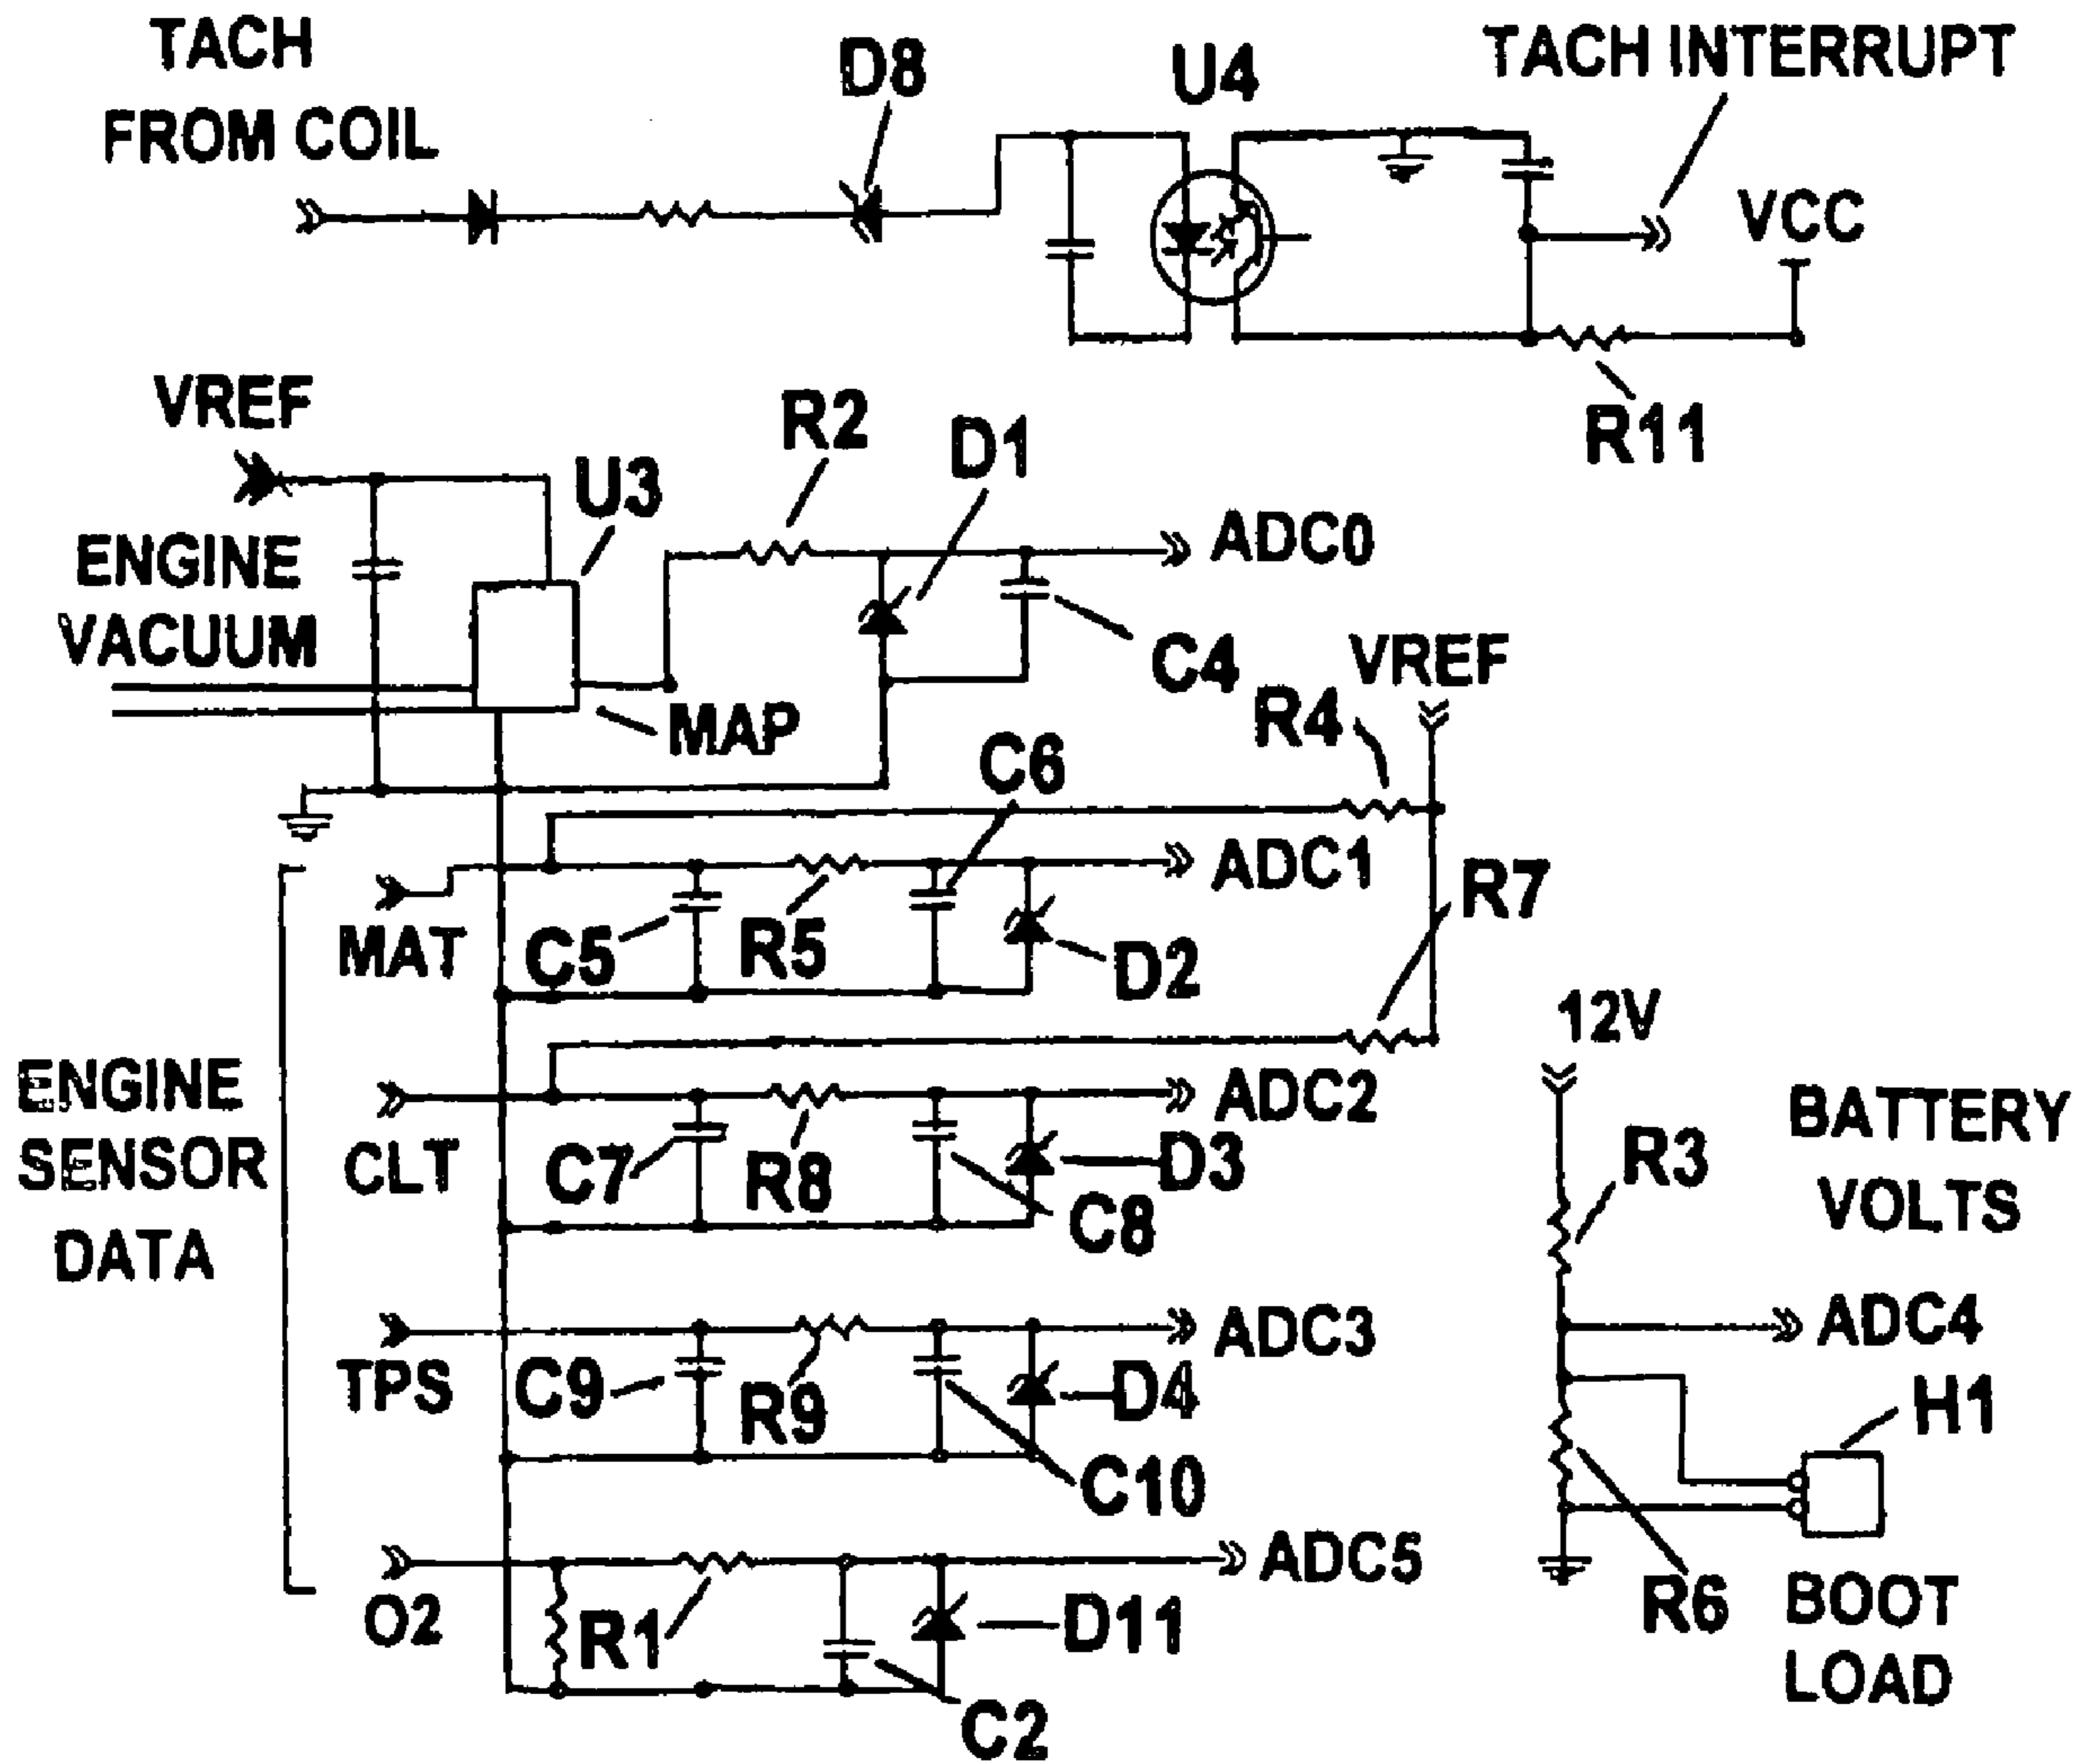 TACH
FROM COIL
D8
U4
TACH INTERRUPT
VCC
R11
VREF
U3
R2
D1
ADC0
ENGINE
VACUUM
C4
MAP
VREF
R4
C6
ADC1
R7
MAT
C5
R5
D2
12V
ENGINE
SENSOR
DATA
CLT
C7
R8
ADC2
D3
C8
R3
BATTERY
VOLTS
TPS
C9
R9
ADC3
D4
C10
ADC4
H1
O2
R1
ADC5
D11
C2
R6
BOOT
LOAD